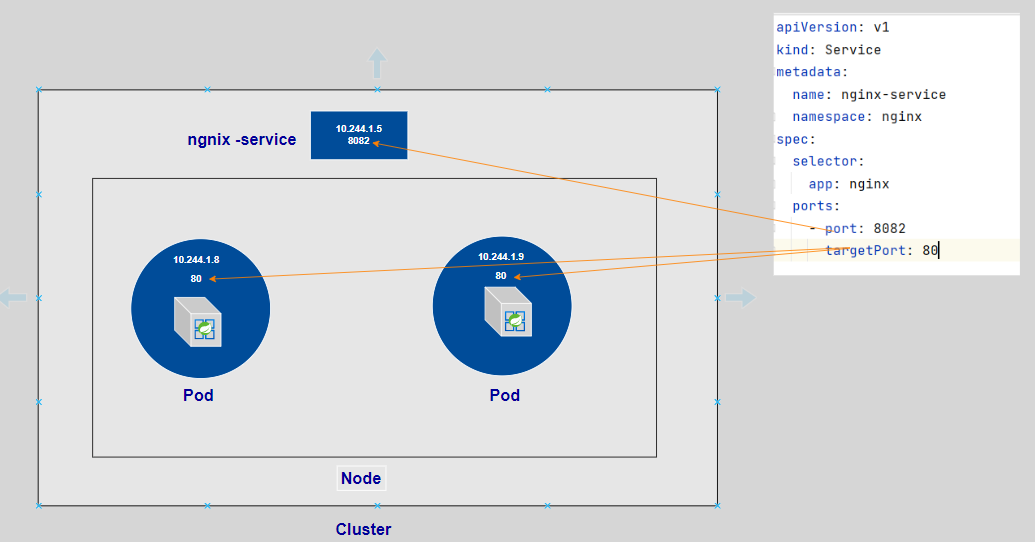 ngnix -service
10.244.1.5
8082
10.244.1.8
80
Pod
10.244.1.9
80
Pod
Node
Cluster
apiVersion: v1
kind: Service
metadata:
  name: nginx-service
  namespace: nginx
spec:
  selector:
    app: nginx
  ports:
    - port: 8082
      targetPort: 80